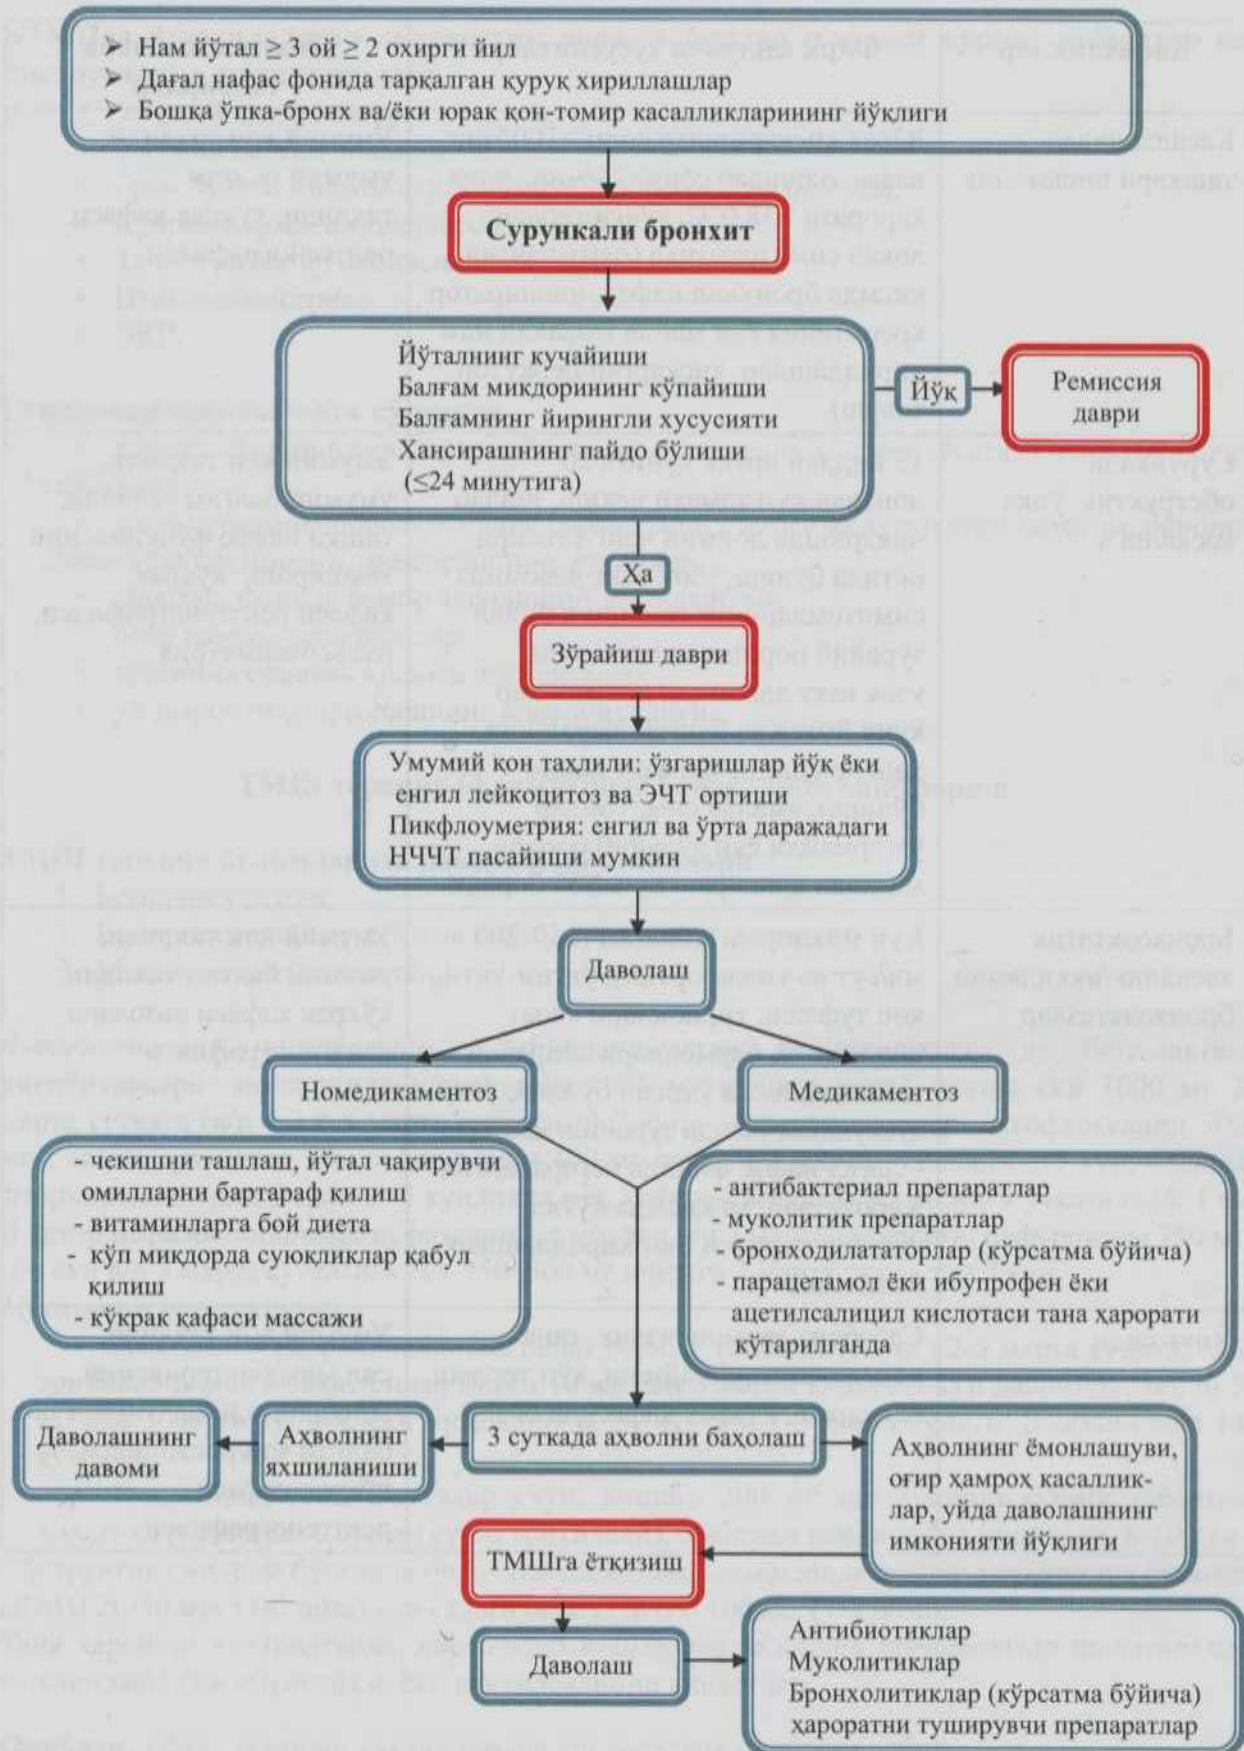 ➢ Нам йўтал ≥ 3 ой ≥ 2 охирги йил
➢ Дағал нафас фонида тарқалган қуруқ хириллашлар
➢ Бошқа ўпка-бронх ва/ёки юрак қон-томир касалликларининг йўқлиги
Сурункали бронхит
Йўталнинг кучайиши
Балғам микдорининг кўпайиши
Балғамнинг йирингли хусусияти
Хансирашнинг пайдо бўлиши
(≤24 минутига)
Йўқ
Ремиссия
даври
Ҳа
Зўрайиш даври
Умумий қон таҳлили: ўзгаришлар йўқ ёки
енгил лейкоцитоз ва ЭЧТ ортиши
Пикфлоуметрия: енгил ва ўрта даражадаги
НЧЧТ пасайиши мумкин
Даволаш
Номедикаментоз
Медикаментоз
- чекишни ташлаш, йўтал чақирувчи
омилларни бартараф қилиш
- витаминларга бой диета
- кўп миқдорда суюқликлар қабул
қилиш
- кўкрак қафаси массажи
- антибактериал препаратлар
- муколитик препаратлар
- бронходилататорлар (кўрсатма бўйича)
- парацетамол ёки ибупрофен ёки
ацетилсалицил кислотаси тана ҳарорати
кўтарилганда
Даволашнинг
давоми
Аҳволнинг
яхшиланиши
3 суткада аҳволни баҳолаш
Аҳволнинг ёмонлашуви,
оғир ҳамроҳ касаллик-
лар, уйда даволашнинг
имконияти йўқлиги
ТМШга ётқизиш
Даволаш
Антибиотиклар
Муколитиклар
Бронхолитиклар (кўрсатма бўйича)
ҳароратни туширувчи препаратлар